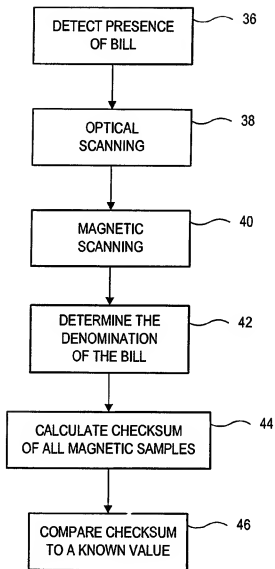 DETECT PRESENCE
OF BILL
36
OPTICAL
SCANNING
38
MAGNETIC
SCANNING
40
DETERMINE THE
DENOMINATION
OF THE BILL
42
CALCULATE CHECKSUM
OF ALL MAGNETIC SAMPLES
44
COMPARE CHECKSUM
TO A KNOWN VALUE
46